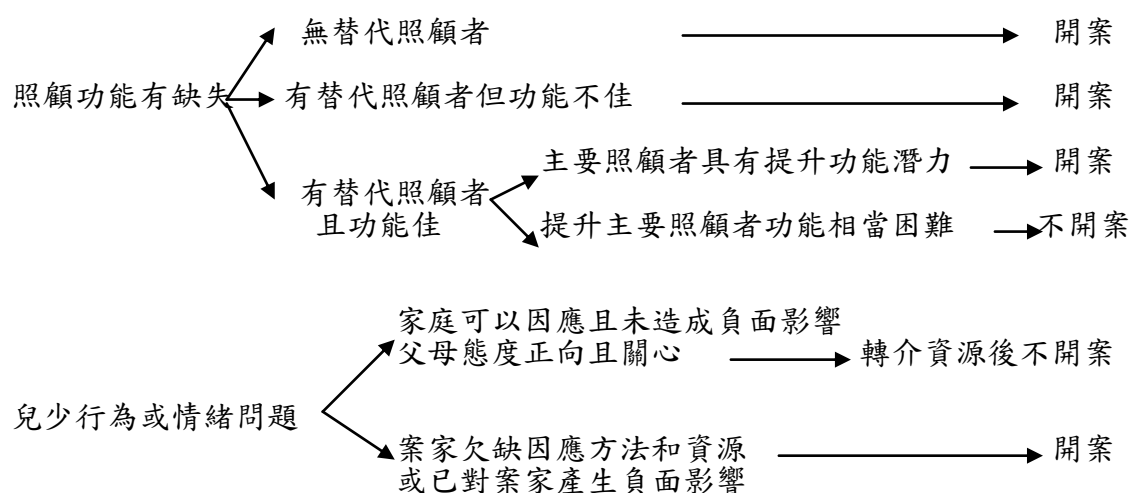 無替代照顧者 開案
照顧功能有缺失 有替代照顧者但功能不佳 開案
主要照顧者具有提升功能潛力 開案
有替代照顧者
且功能佳
提升主要照顧者功能相當困難 不開案
家庭可以因應且未造成負面影響
父母態度正向且關心 轉介資源後不開案
兒少行為或情緒問題
案家欠缺因應方法和資源 開案
或已對案家產生負面影響